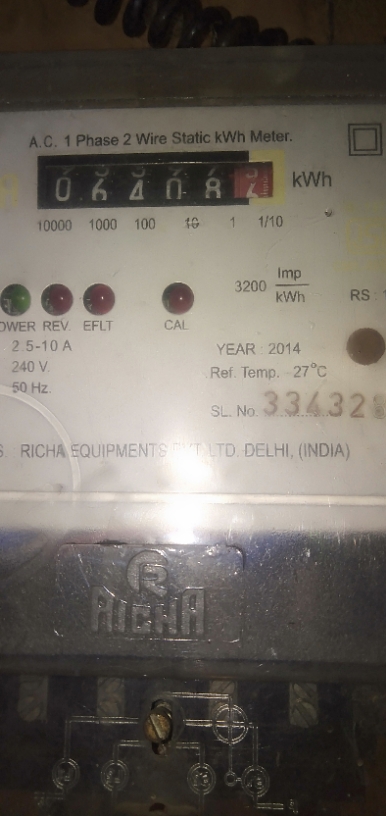 A.C. 1 Phase 2 Wire Static kWh Meter.
0 6 4 0 8 kWh
10000 1000 100 10 1 1/10
3200 Imp/kWh
RS :
REV. EFLT CAL
2.5-10 A
YEAR : 2014
240 V.
Ref. Temp. 27°C
50 Hz.
SL. No. 33432
RICHA EQUIPMENTS PVT. LTD. DELHI, (INDIA)
R
RICHA